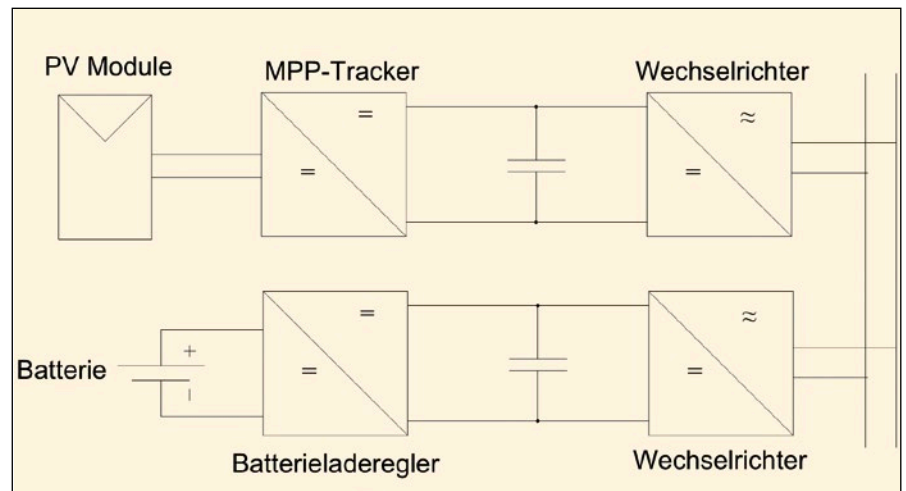 PV Module
MPP-Tracker
Wechselrichter
=
=
≈
=
Batterie
+
–
=
=
≈
=
Batterieladeregler
Wechselrichter